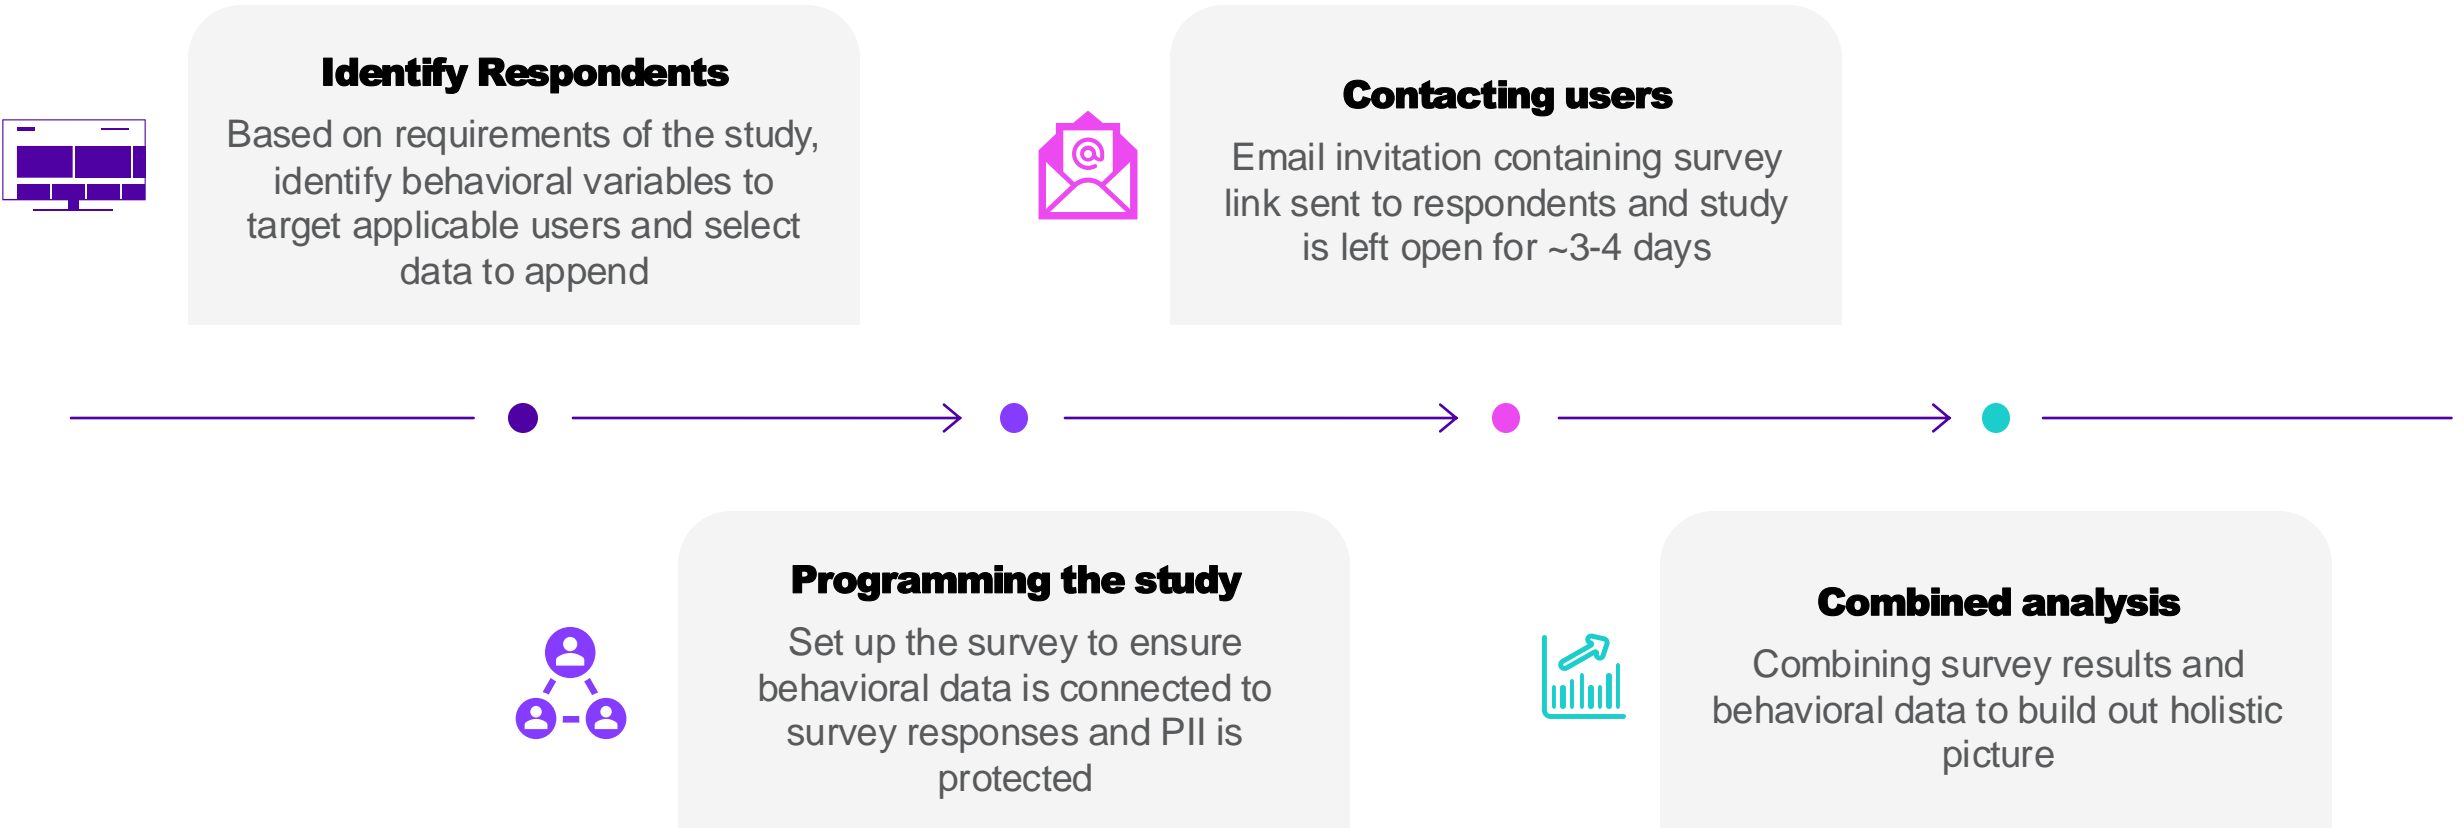 Identify Respondents
Based on requirements of the study,
identify behavioral variables to
target applicable users and select
data to append
Programming the study
Set up the survey to ensure
behavioral data is connected to
survey responses and PII is
protected
Contacting users
Email invitation containing survey
link sent to respondents and study
is left open for ~3-4 days
Combined analysis
Combining survey results and
behavioral data to build out holistic
picture